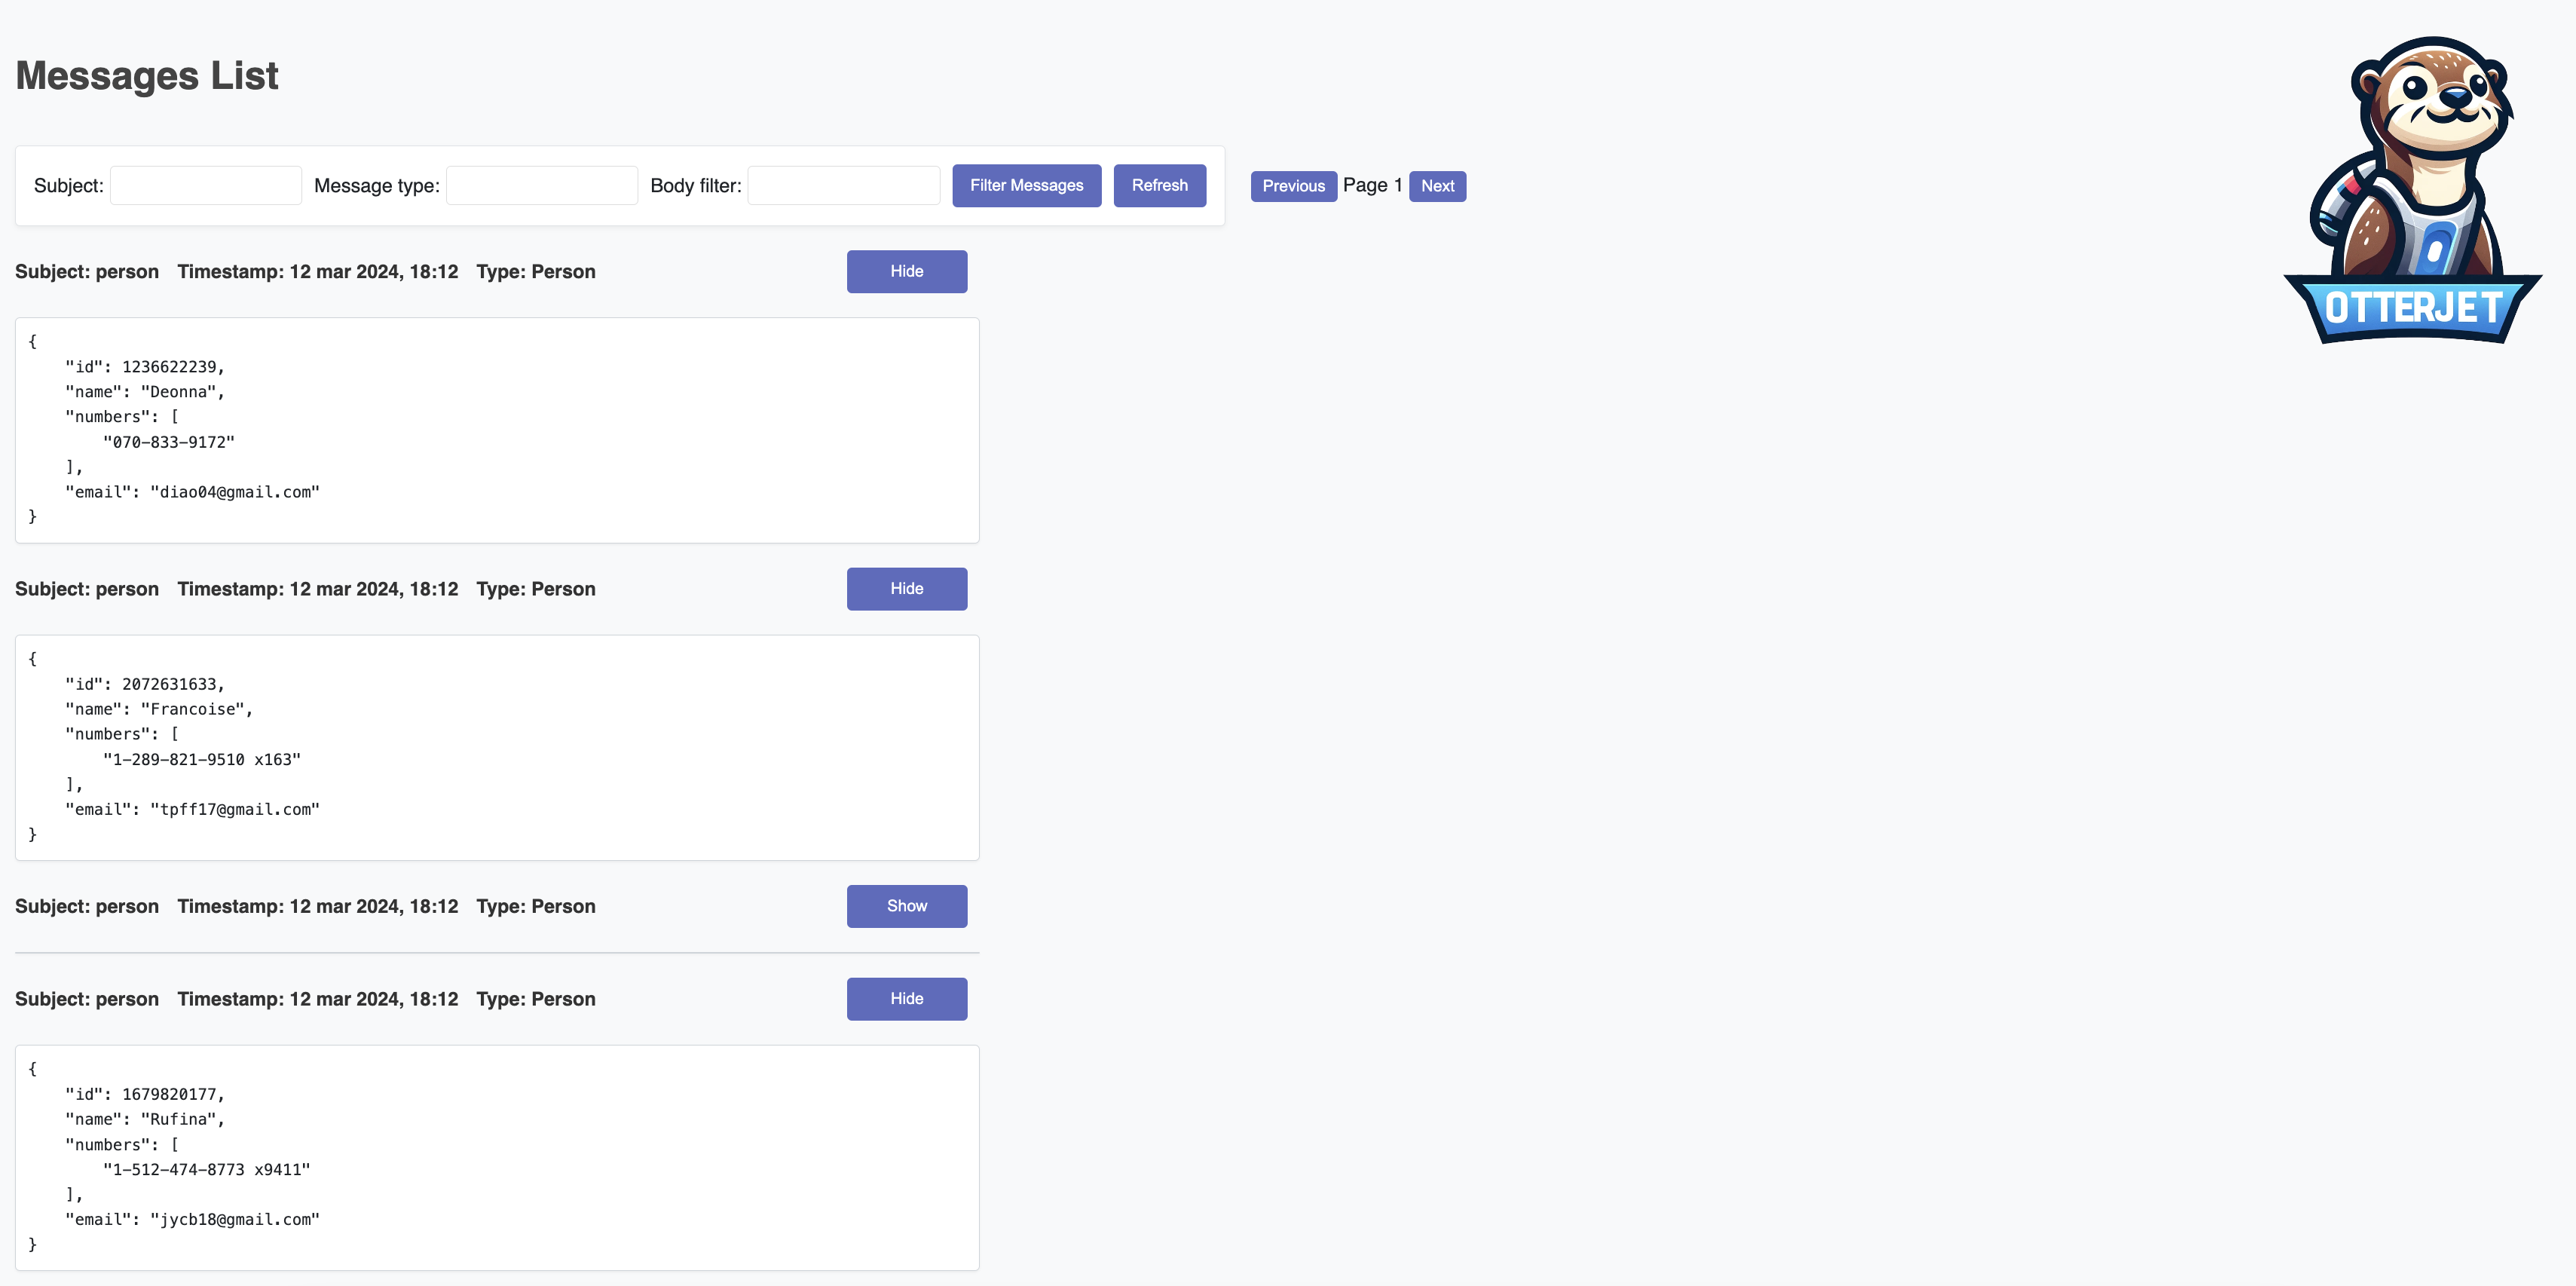 Messages List
Subject: Message type: Body filter: Filter Messages Refresh Previous Page 1 Next
OTTERJET
Subject: person Timestamp: 12 mar 2024, 18:12 Type: Person Hide
{
    "id": 1236622239,
    "name": "Deonna",
    "numbers": [
        "070-833-9172"
    ],
    "email": "diao04@gmail.com"
}
Subject: person Timestamp: 12 mar 2024, 18:12 Type: Person Hide
{
    "id": 2072631633,
    "name": "Francoise",
    "numbers": [
        "1-289-821-9510 x163"
    ],
    "email": "tpff17@gmail.com"
}
Subject: person Timestamp: 12 mar 2024, 18:12 Type: Person Show
Subject: person Timestamp: 12 mar 2024, 18:12 Type: Person Hide
{
    "id": 1679820177,
    "name": "Rufina",
    "numbers": [
        "1-512-474-8773 x9411"
    ],
    "email": "jycb18@gmail.com"
}